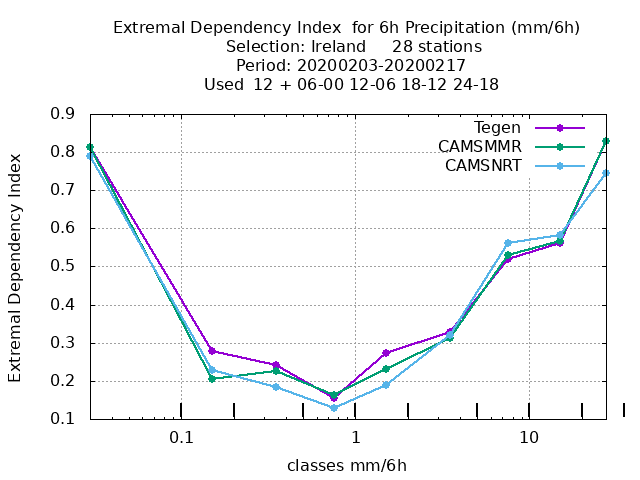 Extremal Dependency Index  for 6h Precipitation (mm/6h)
Selection: Ireland     28 stations
Period: 20200203-20200217
Used  12 + 06-00 12-06 18-12 24-18
Tegen
CAMSMMR
CAMSNRT
0.9
0.8
0.7
0.6
0.5
0.4
0.3
0.2
0.1
Extremal Dependency Index
0.1
1
10
classes mm/6h